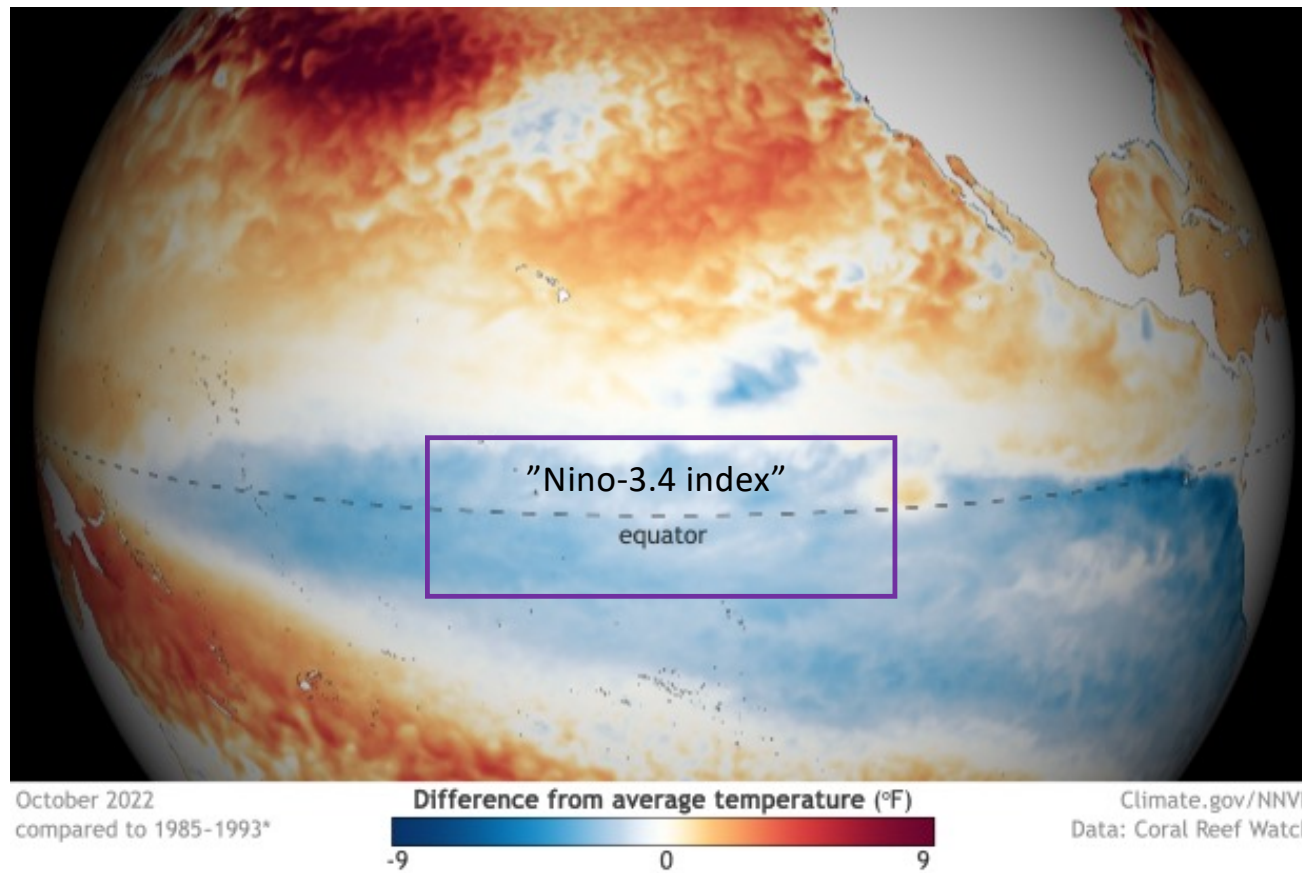 ”Nino-3.4 index”
equator
October 2022
compared to 1985-1993*
Difference from average temperature (°F)
-9
0
9
Climate.gov/NNV
Data: Coral Reef Watch